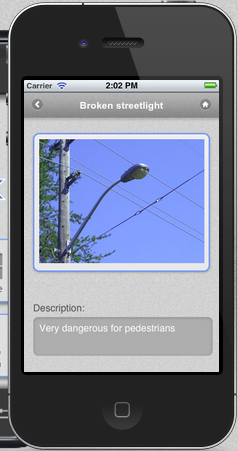 Carrier 2:02 PM
Broken streetlight
Description:
Very dangerous for pedestrians